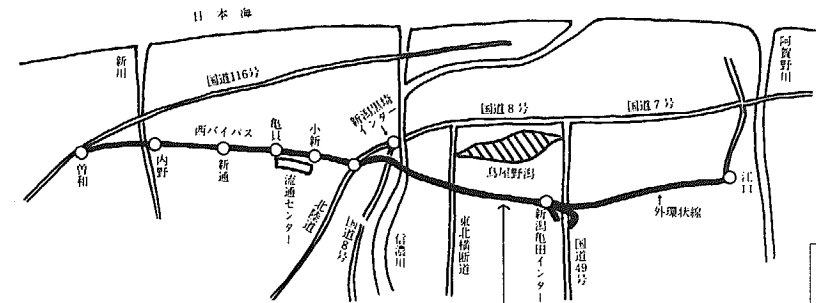 日本海
新川
国道116号
新潟黒埼
インター
阿賀野川
国道8号
国道7号
西バイパス
亀貝
小新
曽和
内野
新通
流通センター
鳥屋野潟
江口
北陸道
国道8号
信濃川
東北横断道
新潟亀田インター
国道49号
外環状線